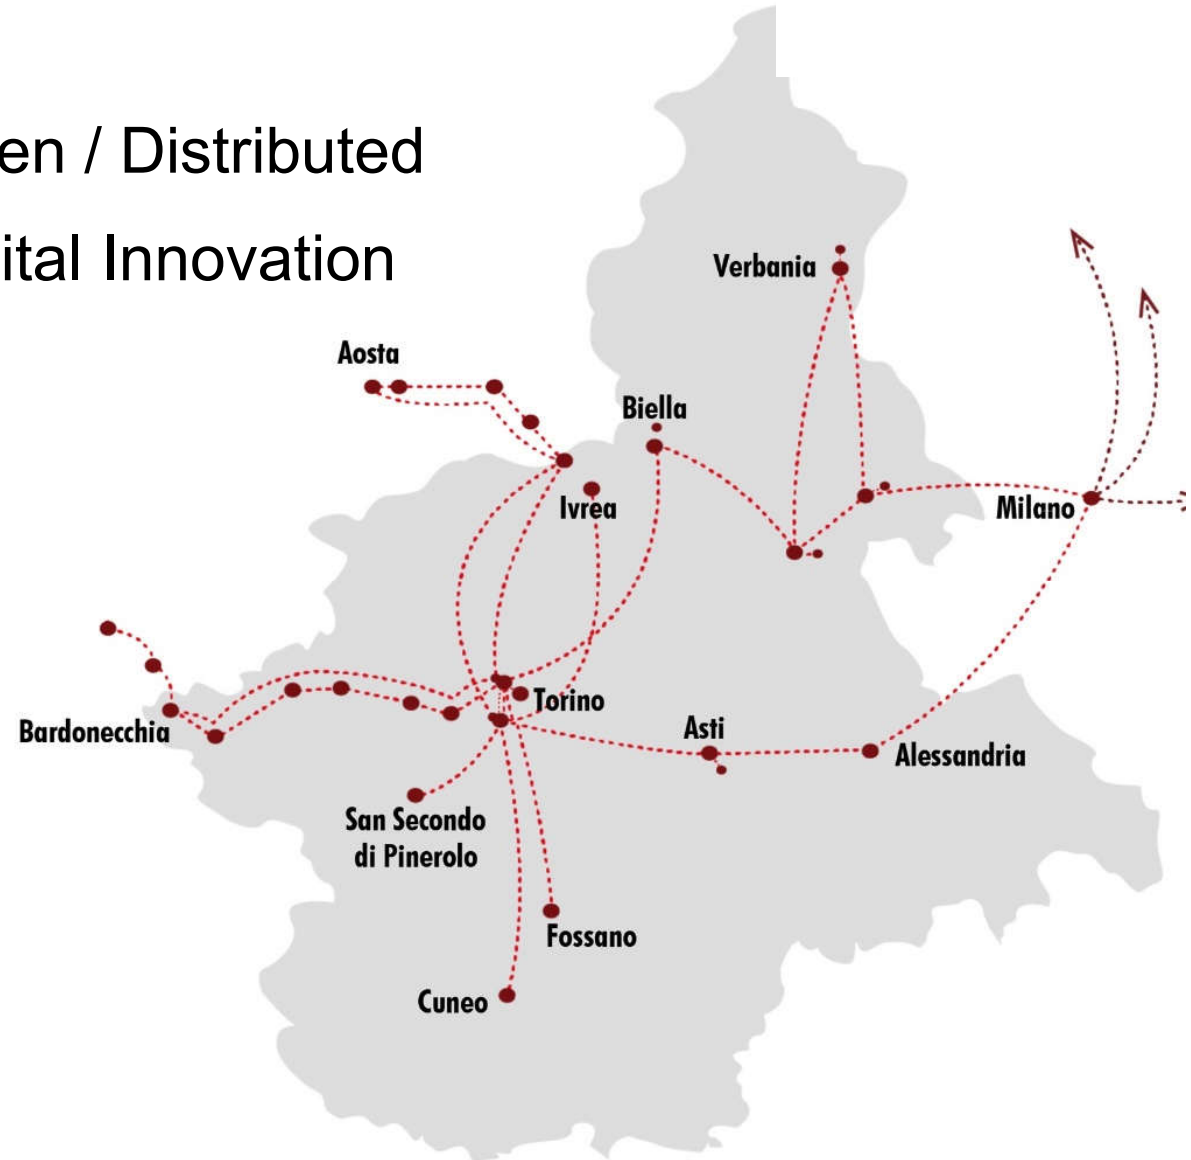 en / Distributed
ital Innovation
Verbania
Aosta
Biella
Ivrea
Milano
Torino
Bardonecchia
Asti
Alessandria
San Secondo
di Pinerolo
Fossano
Cuneo